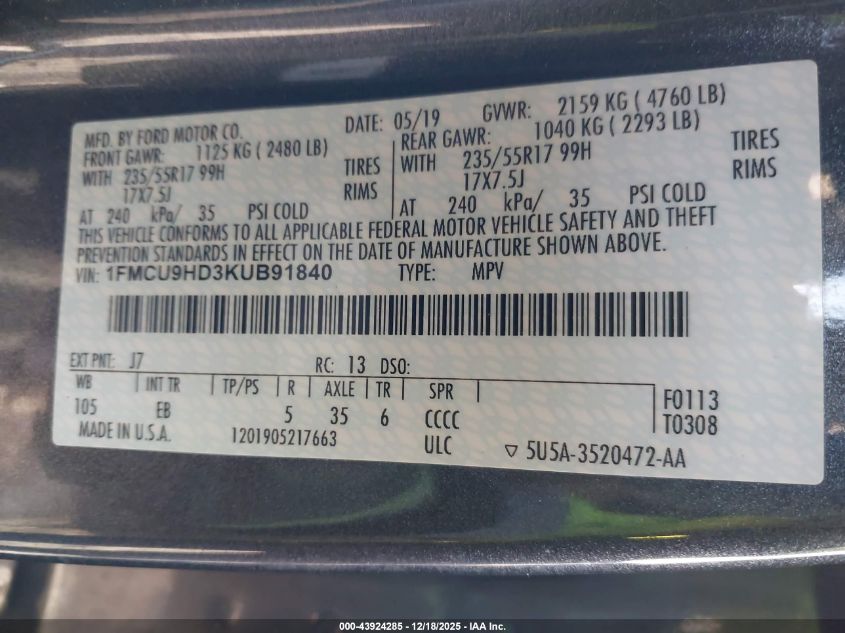 MFD. BY FORD MOTOR CO.
DATE: 05/19 GVWR: 2159 KG ( 4760 LB)
FRONT GAWR: 1125 KG ( 2480 LB)
REAR GAWR: 1040 KG ( 2293 LB)
WITH 235/55R17 99H TIRES
WITH 235/55R17 99H TIRES
17X7.5J RIMS
17X7.5J RIMS
AT 240 kPa/ 35 PSI COLD
AT 240 kPa/ 35 PSI COLD
THIS VEHICLE CONFORMS TO ALL APPLICABLE FEDERAL MOTOR VEHICLE SAFETY AND THEFT
PREVENTION STANDARDS IN EFFECT ON THE DATE OF MANUFACTURE SHOWN ABOVE.
VIN: 1FMCU9HD3KUB91840 TYPE: MPV
EXT PNT: J7 RC: 13 DSO:
WB INT TR TP/PS R AXLE TR SPR
105 EB 5 35 6 CCCC
F0113
T0308
MADE IN U.S.A. 1201905217663 ULC
5U5A-3520472-AA
000-43924285 - 12/18/2025 - IAA Inc.